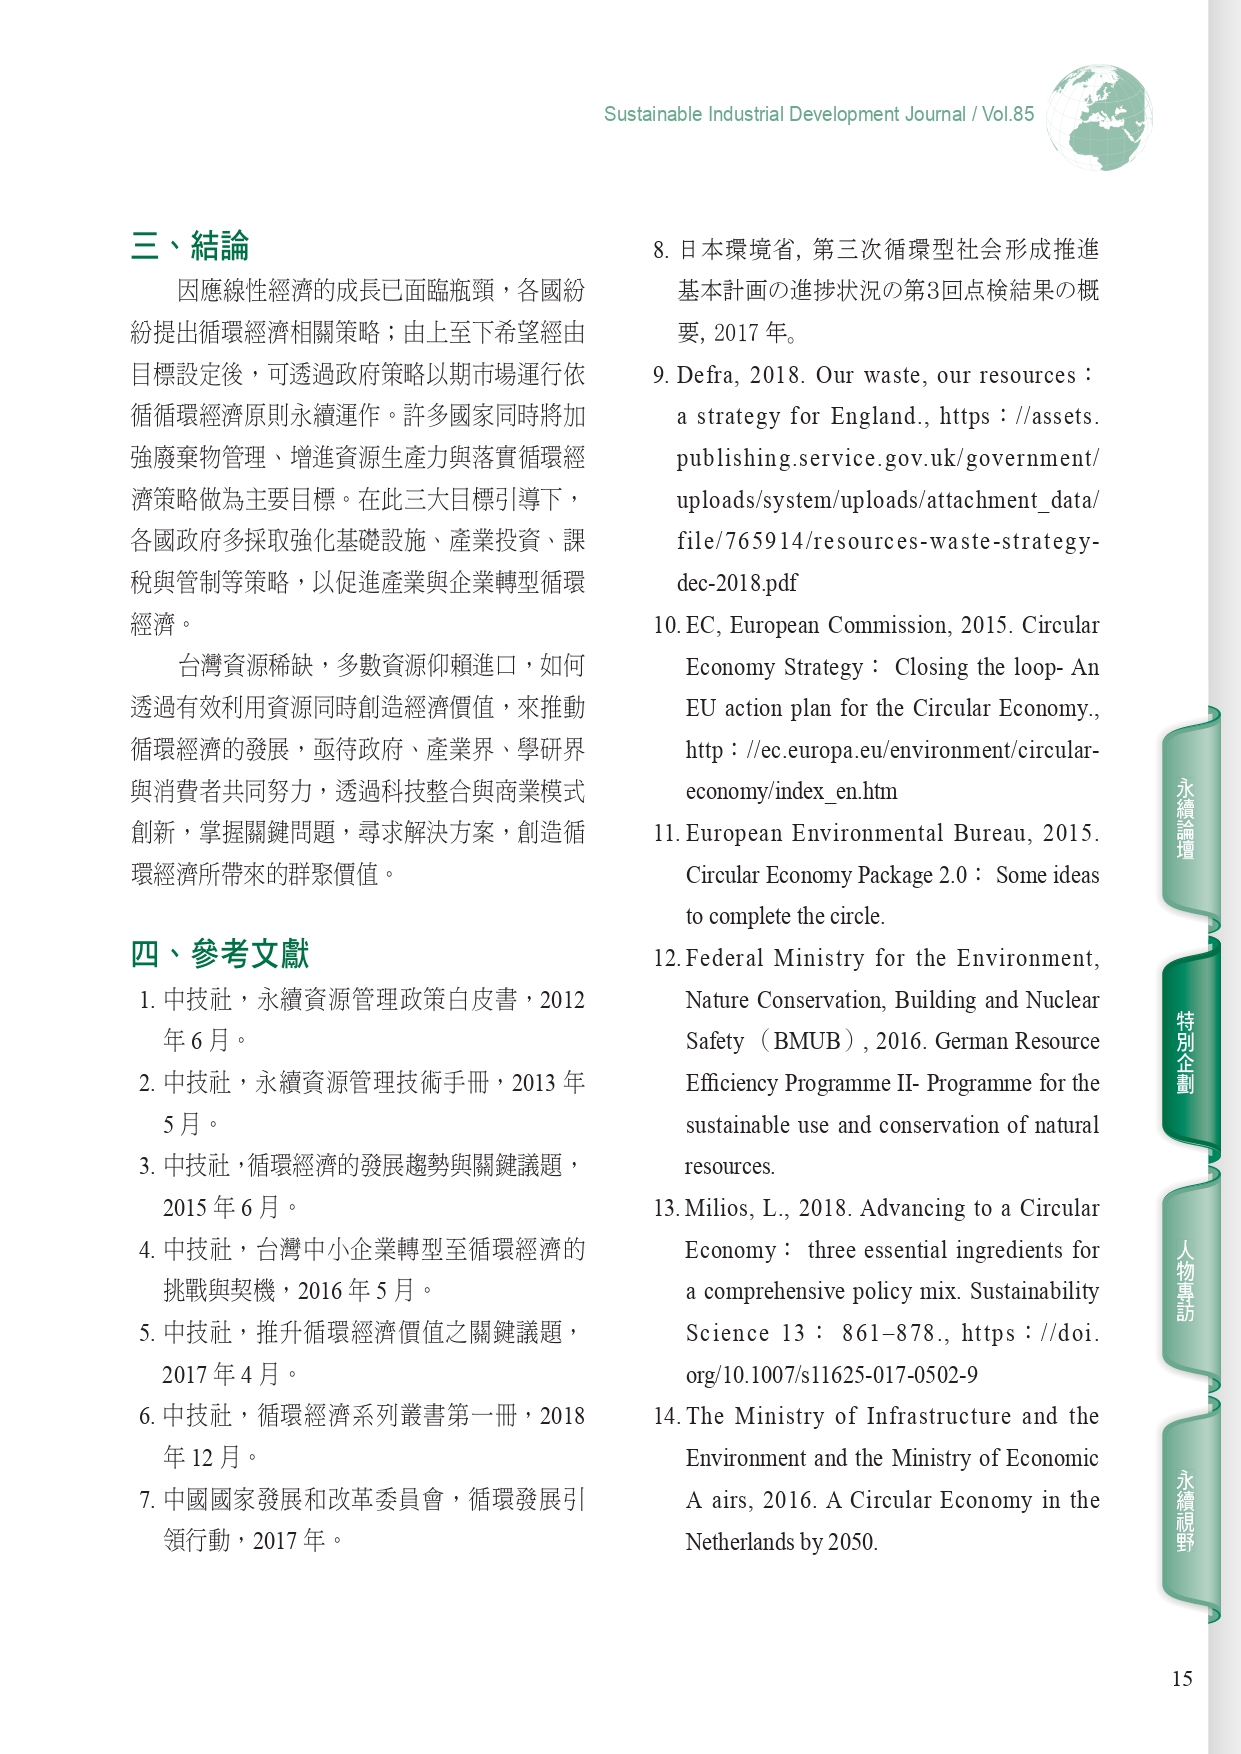 Sustainable Industrial Development Journal / Vol.85
三、結論
因應線性經濟的成長已面臨瓶頸，各國紛
紛提出循環經濟相關策略；由上至下希望經由
目標設定後，可透過政府策略以期市場運行依
循循環經濟原則永續運作。許多國家同時將加
強廢棄物管理、增進資源生產力與落實循環經
濟策略做為主要目標。在此三大目標引導下，
各國政府多採取強化基礎設施、產業投資、課
稅與管制等策略，以促進產業與企業轉型循環
經濟。
台灣資源稀缺，多數資源仰賴進口，如何
透過有效利用資源同時創造經濟價值，來推動
循環經濟的發展，亟待政府、產業界、學研界
與消費者共同努力，透過科技整合與商業模式
創新，掌握關鍵問題，尋求解決方案，創造循
環經濟所帶來的群聚價值。
四、參考文獻
1. 中技社，永續資源管理政策白皮書，2012
年 6 月。
2. 中技社，永續資源管理技術手冊，2013 年
5 月。
3. 中技社，循環經濟的發展趨勢與關鍵議題，
2015 年 6 月。
4. 中技社，台灣中小企業轉型至循環經濟的
挑戰與契機，2016 年 5 月。
5. 中技社，推升循環經濟價值之關鍵議題，
2017 年 4 月。
6. 中技社，循環經濟系列叢書第一冊，2018
年 12 月。
7. 中國國家發展和改革委員會，循環發展引
領行動，2017 年。
8. 日本環境省, 第三次循環型社会形成推進
基本計画の進捗状況の第3回点検結果の概
要, 2017 年。
9. Defra, 2018. Our waste, our resources：
a strategy for England., https：//assets.
publishing.service.gov.uk/government/
uploads/system/uploads/attachment_data/
file/765914/resources-waste-strategy-
dec-2018.pdf
10. EC, European Commission, 2015. Circular
Economy Strategy： Closing the loop- An
EU action plan for the Circular Economy.,
http：//ec.europa.eu/environment/circular-
economy/index_en.htm
11. European Environmental Bureau, 2015.
Circular Economy Package 2.0： Some ideas
to complete the circle.
12. Federal Ministry for the Environment,
Nature Conservation, Building and Nuclear
Safety （BMUB）, 2016. German Resource
Efficiency Programme II- Programme for the
sustainable use and conservation of natural
resources.
13. Milios, L., 2018. Advancing to a Circular
Economy： three essential ingredients for
a comprehensive policy mix. Sustainability
Science 13： 861–878., https：//doi.
org/10.1007/s11625-017-0502-9
14. The Ministry of Infrastructure and the
Environment and the Ministry of Economic
A airs, 2016. A Circular Economy in the
Netherlands by 2050.
永續論壇
特別企劃
人物專訪
永續視野
15